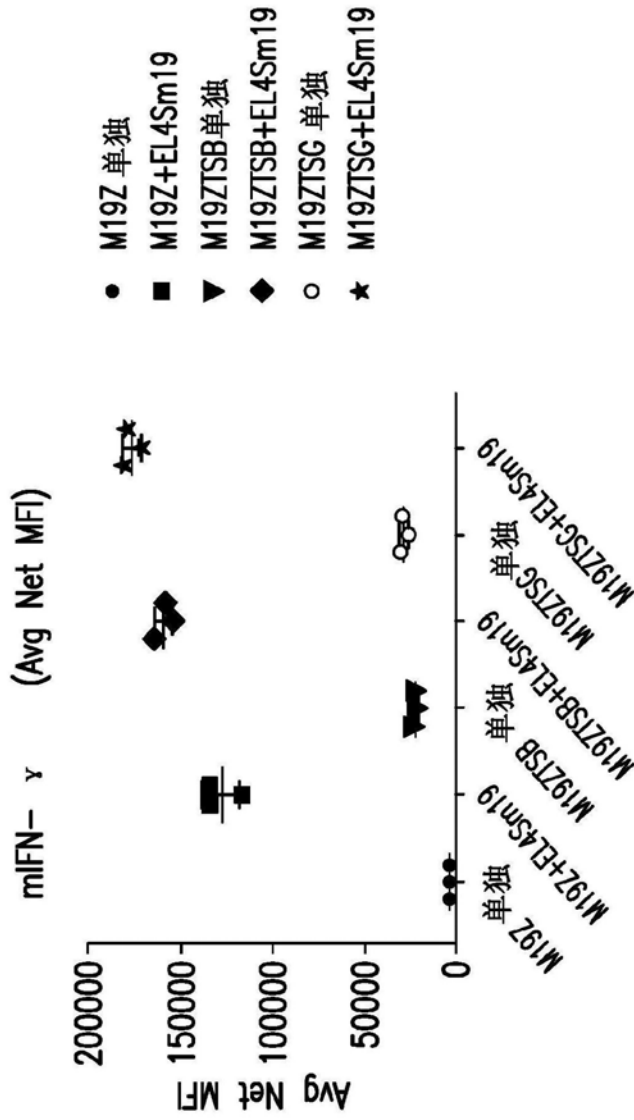 mIFN- γ (Avg Net MFI)
Avg Net MFI
200000
150000
100000
50000
0
M19Z 单独
M19Z+EL4Sm19
M19ZTSB 单独
M19ZTSB+EL4Sm19
M19ZTSG 单独
M19ZTSG+EL4Sm19
M19Z 单独
M19Z+EL4Sm19
M19ZTSB单独
M19ZTSB+EL4Sm19
M19ZTSG 单独
M19ZTSG+EL4Sm19